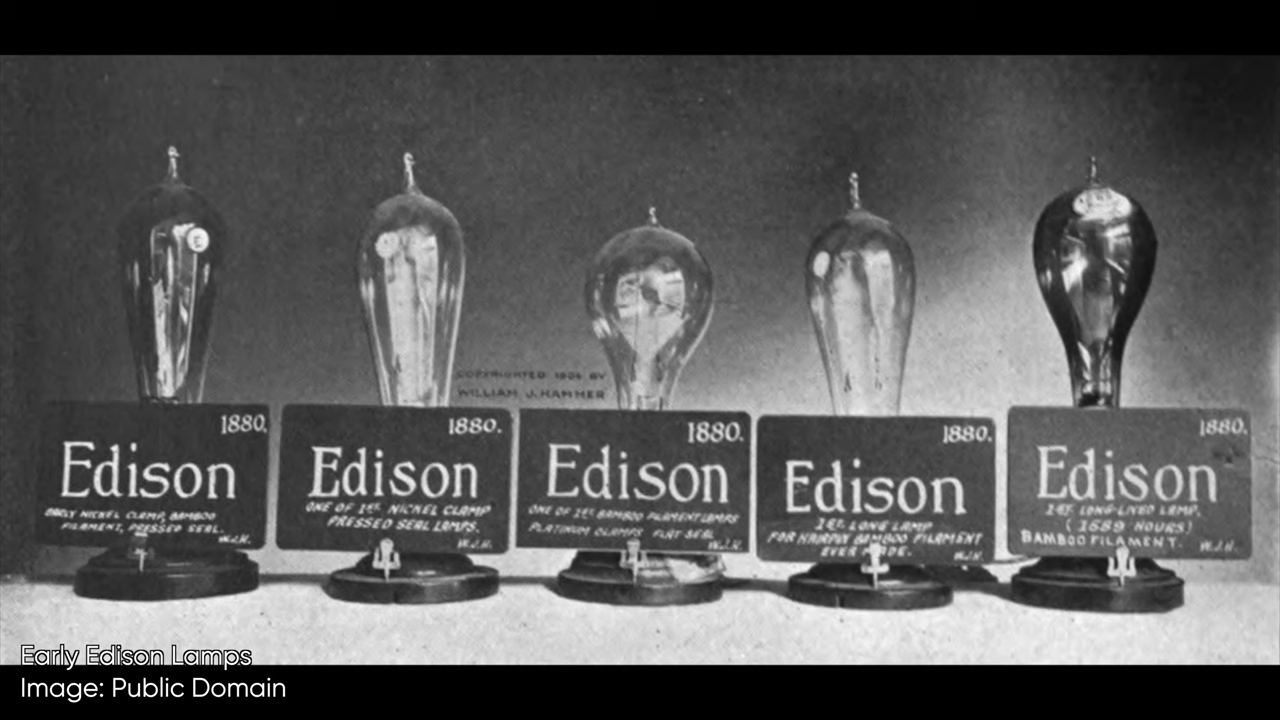 COPYRIGHTED 1904 BY
WILLIAM J. HAMMER
1880.
Edison
EARLY NICKEL CLAMP, BAMBOO
FILAMENT, PRESSED SEAL.
W.J.H.
1880.
Edison
ONE OF 1ST. NICKEL CLAMP
PRESSED SEAL LAMPS.
W.J.H.
1880.
Edison
ONE OF 1ST. BAMBOO FILAMENT LAMPS
PLATINUM CLAMPS FLAT SEAL
W.J.H.
1880.
Edison
1ST. LONG LAMP
FOR HAIRPIN BAMBOO FILAMENT
EVER MADE.
W.J.H.
1880.
Edison
1ST. LONG-LIVED LAMP.
(1589 HOURS)
BAMBOO FILAMENT.
W.J.H.
Early Edison Lamps
Image: Public Domain